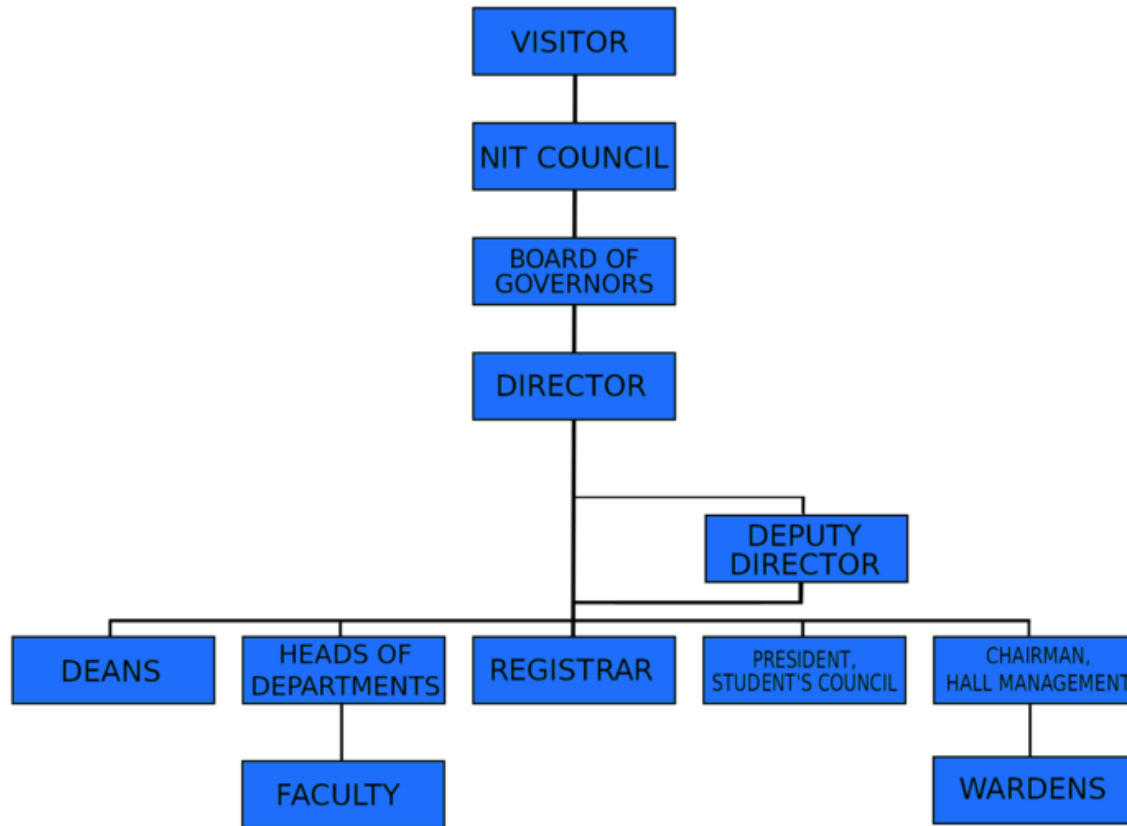 VISITOR
NIT COUNCIL
BOARD OF
GOVERNORS
DIRECTOR
DEPUTY
DIRECTOR
DEANS
HEADS OF
DEPARTMENTS
REGISTRAR
PRESIDENT,
STUDENT'S COUNCIL
CHAIRMAN,
HALL MANAGEMENT
FACULTY
WARDENS